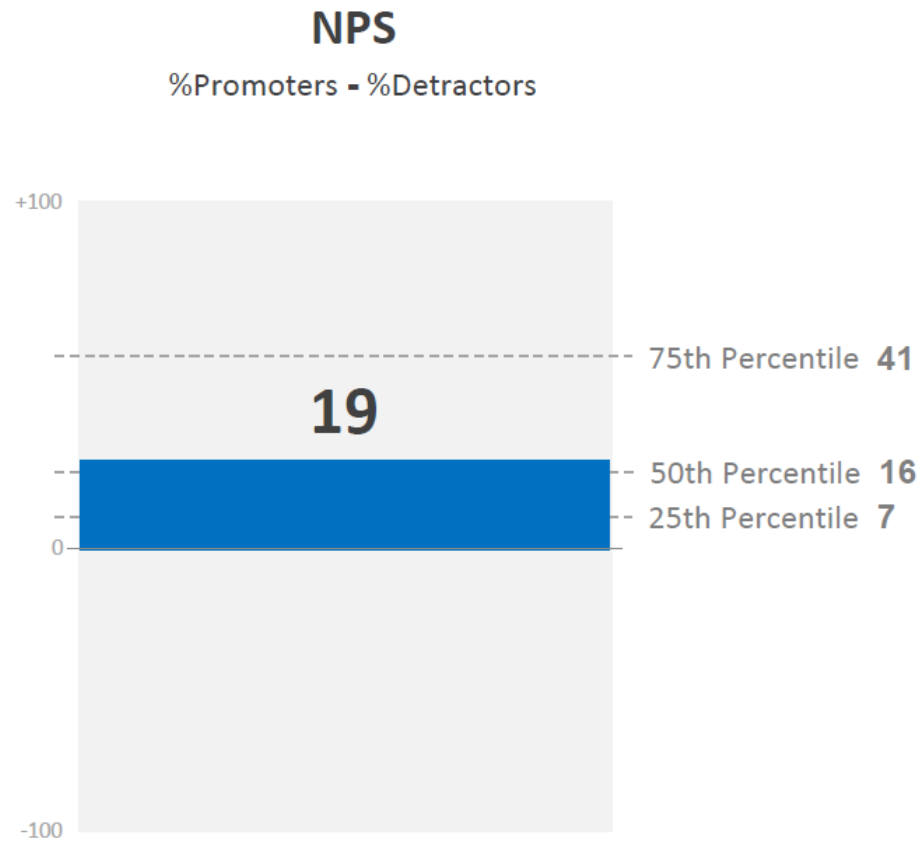 NPS
%Promoters - %Detractors
+100
75th Percentile 41
19
50th Percentile 16
25th Percentile 7
0
-100